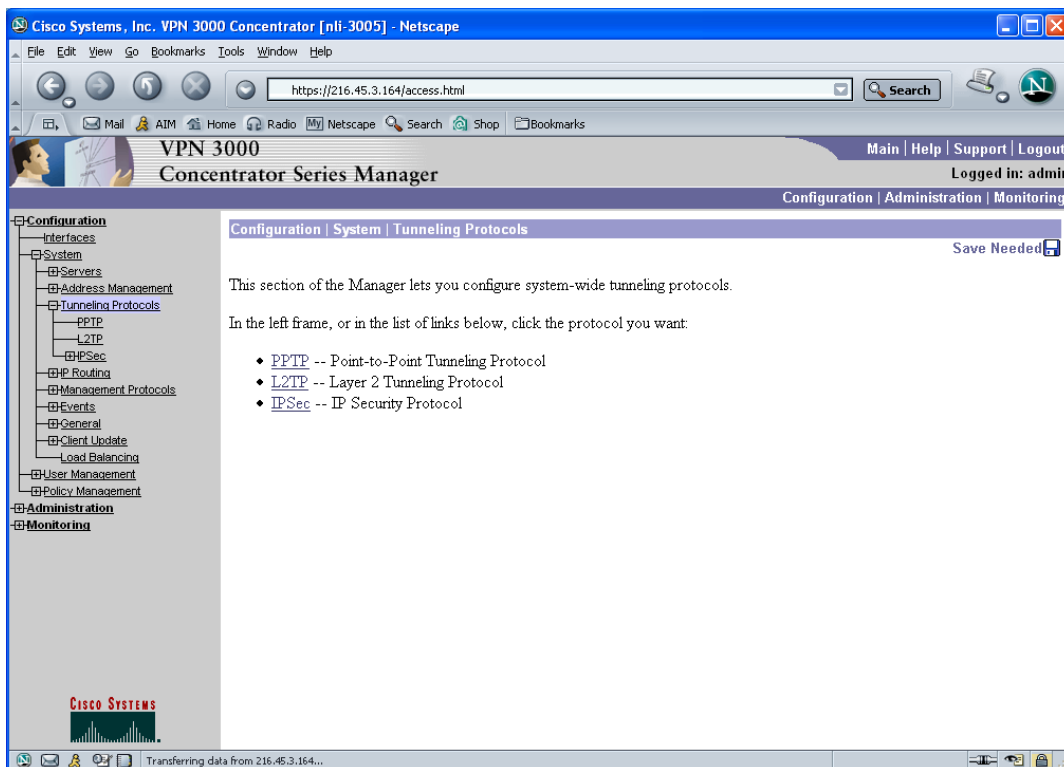 Cisco Systems, Inc. VPN 3000 Concentrator [nli-3005] - Netscape
File Edit View Go Bookmarks Tools Window Help
https://216.45.3.164/access.html
Search
N
Mail AIM Home Radio My Netscape Search Shop Bookmarks
VPN 3000
Concentrator Series Manager
Main | Help | Support | Logout
Logged in: admin
Configuration | Administration | Monitoring
Configuration
Interfaces
System
Servers
Address Management
Tunneling Protocols
PPTP
L2TP
IPSec
IP Routing
Management Protocols
Events
General
Client Update
Load Balancing
User Management
Policy Management
Administration
Monitoring
Configuration | System | Tunneling Protocols
Save Needed
This section of the Manager lets you configure system-wide tunneling protocols.
In the left frame, or in the list of links below, click the protocol you want:
PPTP -- Point-to-Point Tunneling Protocol
L2TP -- Layer 2 Tunneling Protocol
IPSec -- IP Security Protocol
CISCO SYSTEMS
Transferring data from 216.45.3.164...